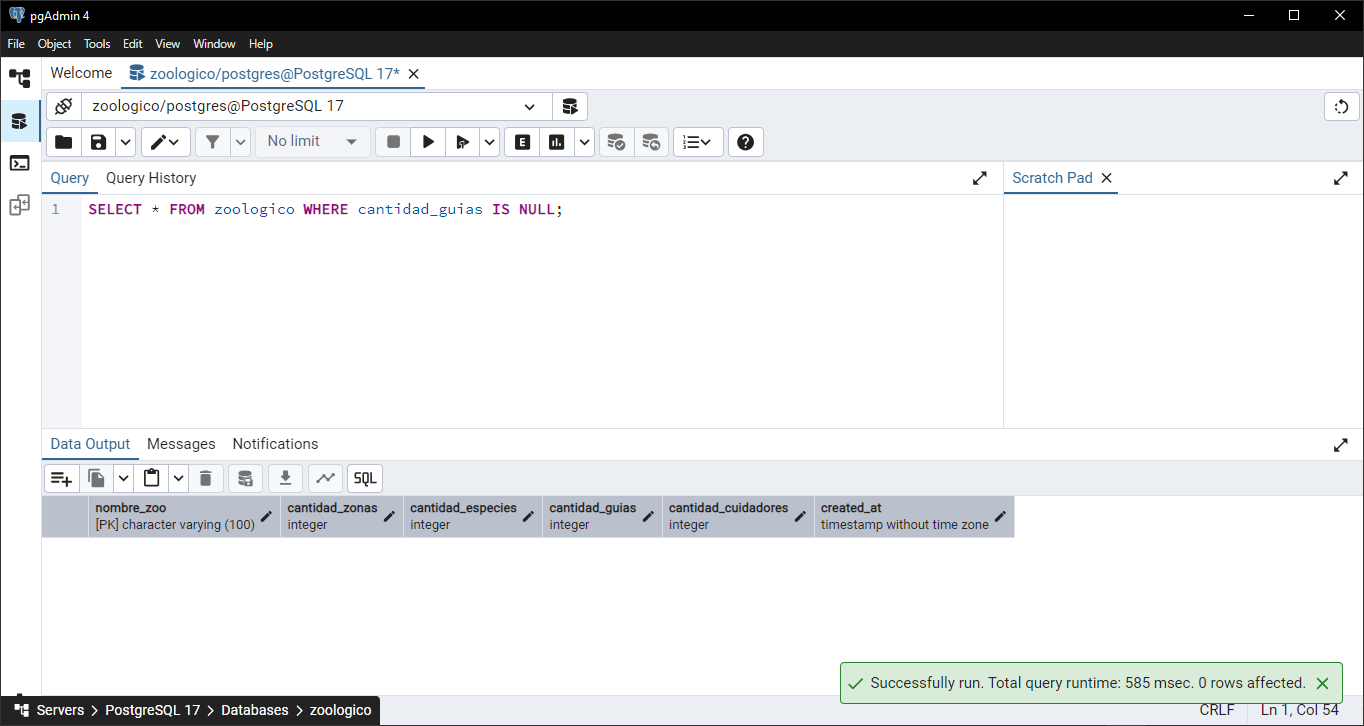 pgAdmin 4
File Object Tools Edit View Window Help
Welcome zoologico/postgres@PostgreSQL 17*
zoologico/postgres@PostgreSQL 17
No limit E
Query Query History Scratch Pad
1 SELECT * FROM zoologico WHERE cantidad_guias IS NULL;
Data Output Messages Notifications
SQL
nombre_zoo cantidad_zonas cantidad_especies cantidad_guias cantidad_cuidadores created_at
[PK] character varying (100) integer integer integer integer timestamp without time zone
Successfully run. Total query runtime: 585 msec. 0 rows affected.
Servers > PostgreSQL 17 > Databases > zoologico CRLF Ln 1, Col 54